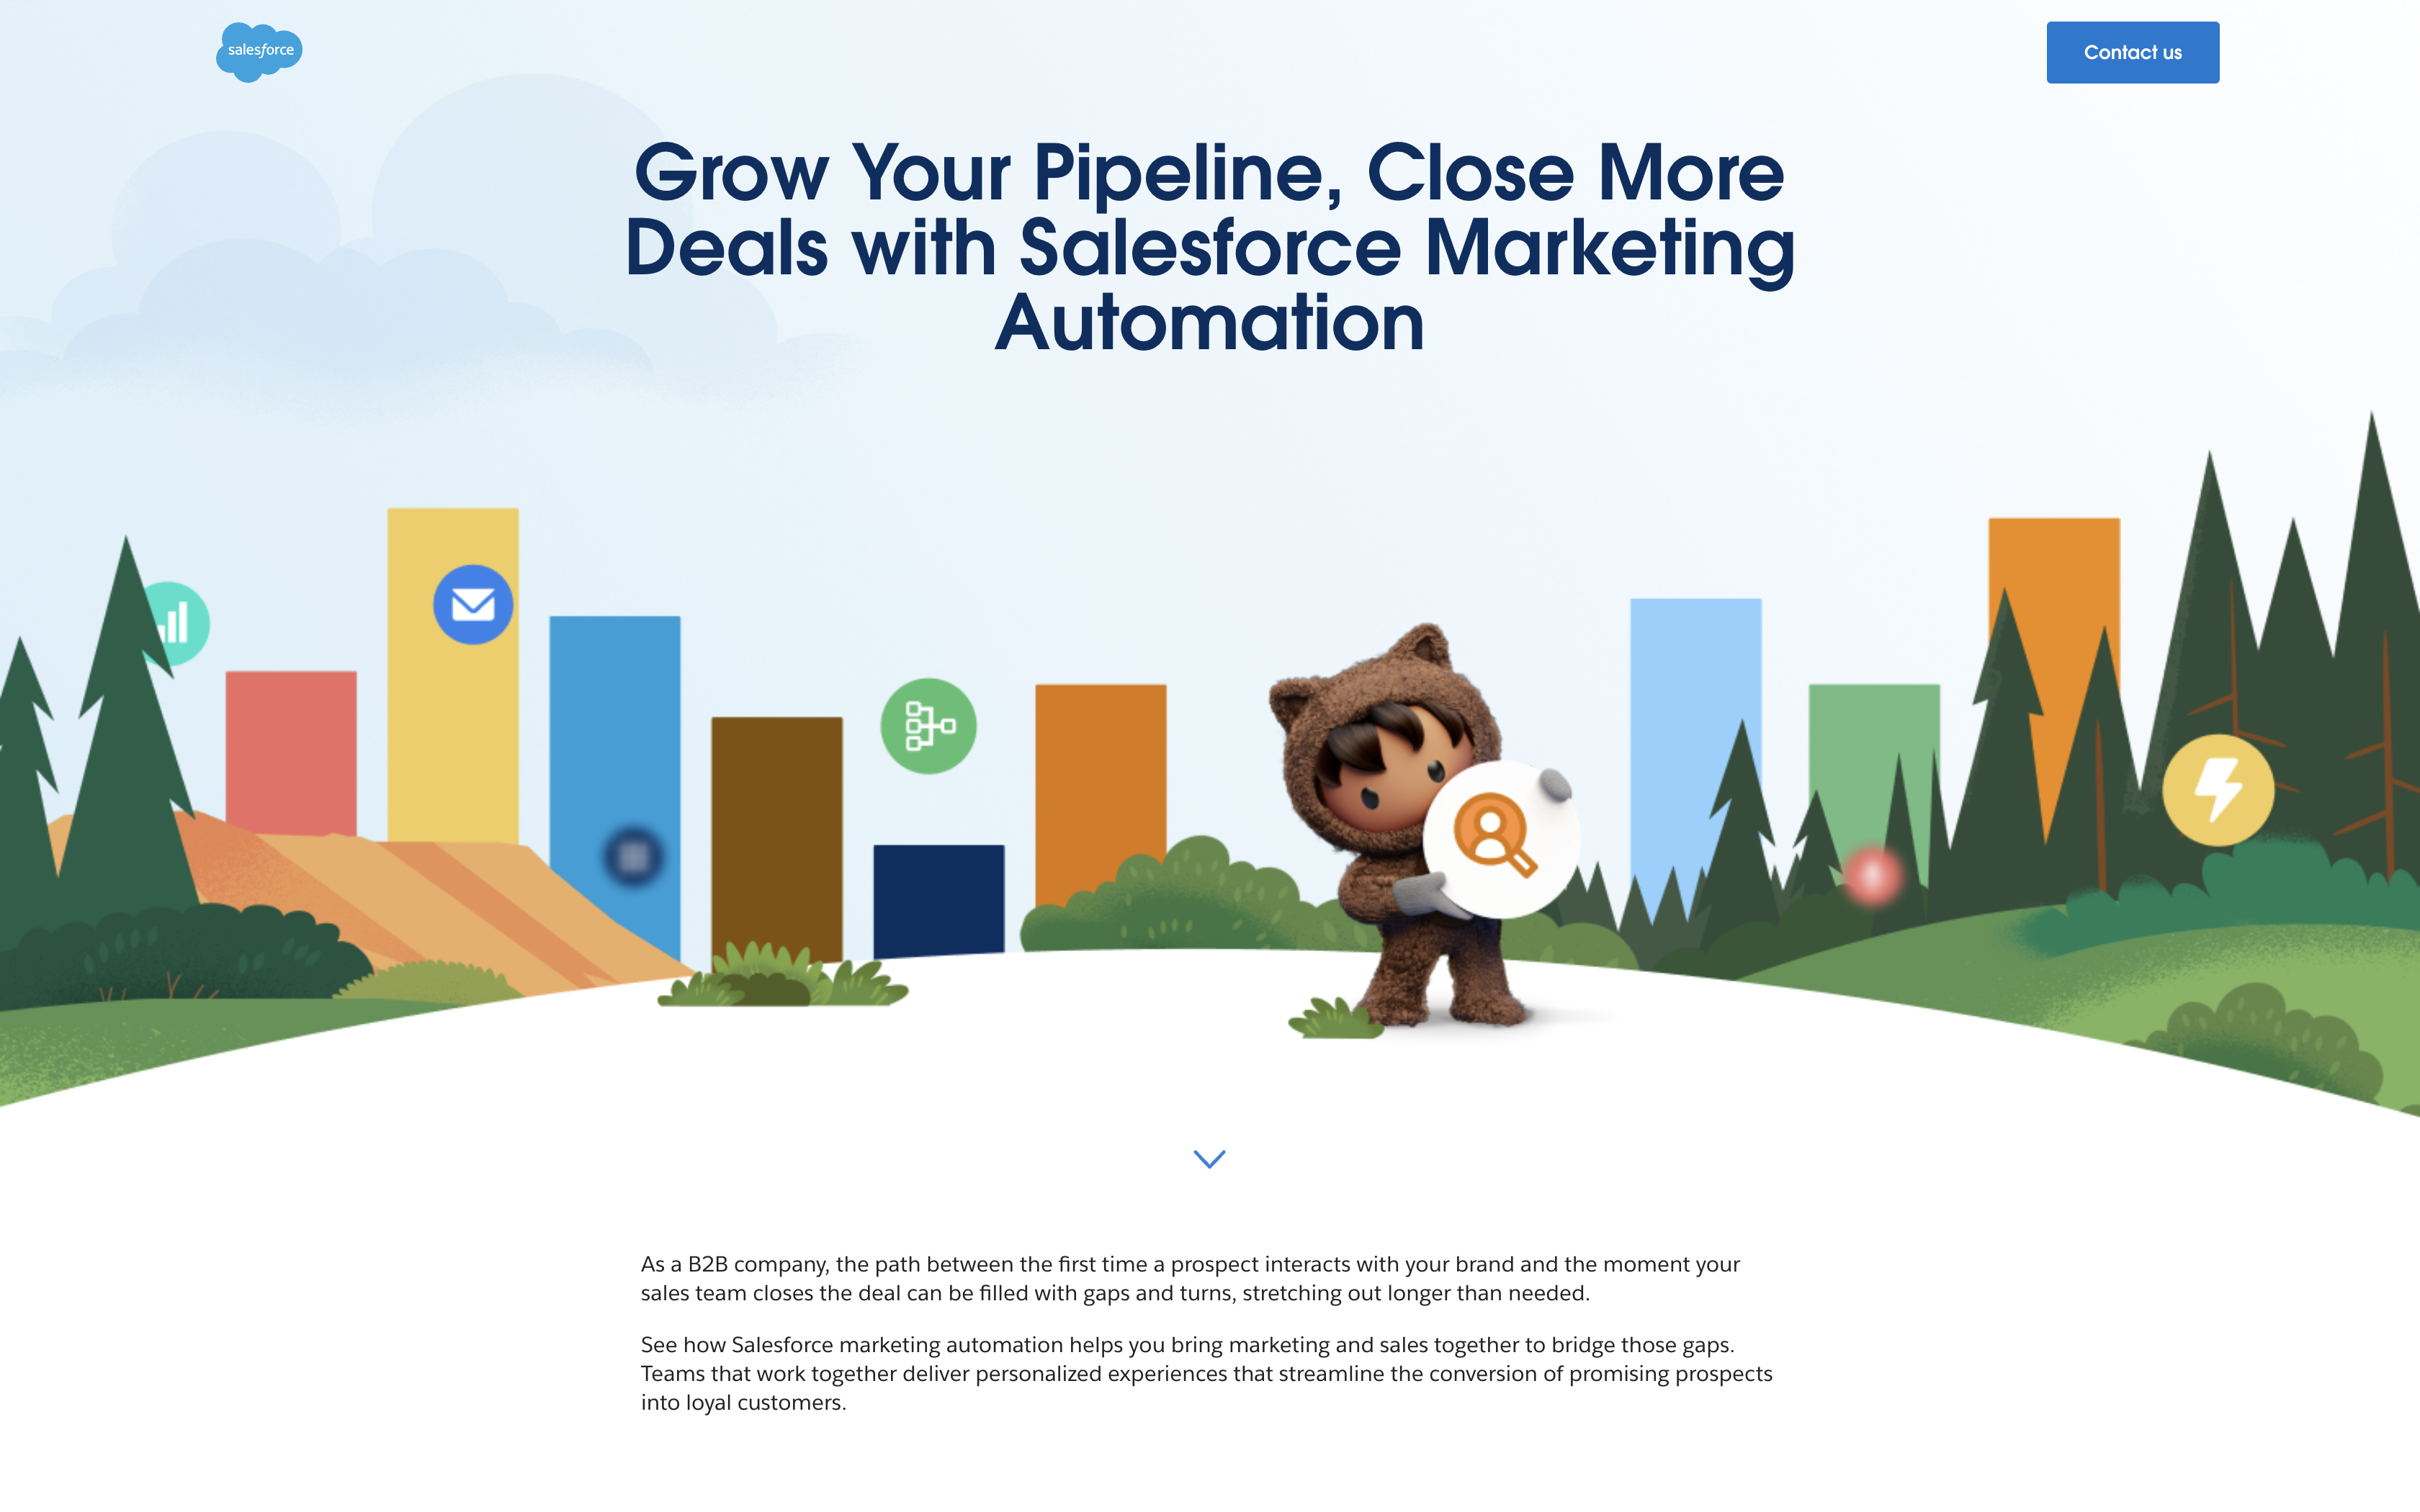 salesforce
Contact us
Grow Your Pipeline, Close More
Deals with Salesforce Marketing
Automation
As a B2B company, the path between the first time a prospect interacts with your brand and the moment your
sales team closes the deal can be filled with gaps and turns, stretching out longer than needed.
See how Salesforce marketing automation helps you bring marketing and sales together to bridge those gaps.
Teams that work together deliver personalized experiences that streamline the conversion of promising prospects
into loyal customers.